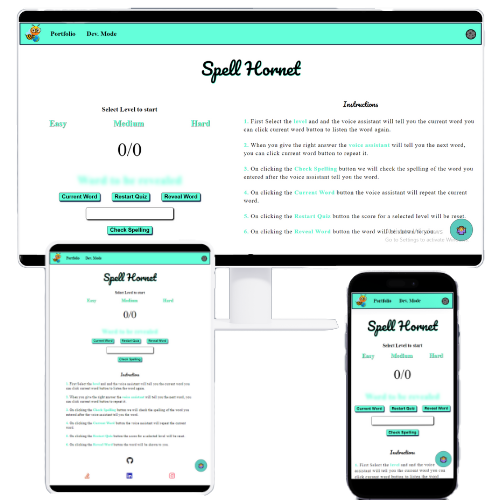 Portfolio Dev. Mode
Spell Hornet
Select Level to start
Easy Medium Hard
0/0
Word to be revealed
Current Word Restart Quiz Reveal Word
Check Spelling
Instructions
1. First Select the level and and the voice assistant will tell you the current word you
can click current word button to listen the word again.
2. When you give the right answer the voice assistant will tell you the next word,
you can click current word button to repeat it.
3. On clicking the Check Spelling button we will check the spelling of the word you
entered after the voice assistant tell you the word.
4. On clicking the Current Word button the voice assistant will repeat the current
word.
5. On clicking the Restart Quiz button the score for a selected level will be reset.
6. On clicking the Reveal Word button the word will be shown to you.
Go to Settings to activate
Portfolio Dev. Mode
Spell Hornet
Select Level to start
Easy Medium Hard
0/0
Word to be revealed
Current Word Restart Quiz Reveal Word
Check Spelling
Instructions
1. First Select the level and and the voice assistant will tell you the current word you
can click current word button to listen the word again.
2. When you give the right answer the voice assistant will tell you the next word,
you can click current word button to repeat it.
3. On clicking the Check Spelling button we will check the spelling of the word you
entered after the voice assistant tell you the word.
4. On clicking the Current Word button the voice assistant will repeat the current
word.
5. On clicking the Restart Quiz button the score for a selected level will be reset.
6. On clicking the Reveal Word button the word will be shown to you.
Portfolio Dev. Mode
Spell Hornet
Select Level to start
Easy Medium Hard
0/0
Word to be revealed
Current Word Restart Quiz Reveal Word
Check Spelling
Instructions
1. First Select the level and and the voice
assistant will tell you the current word you
can click current word button to listen the